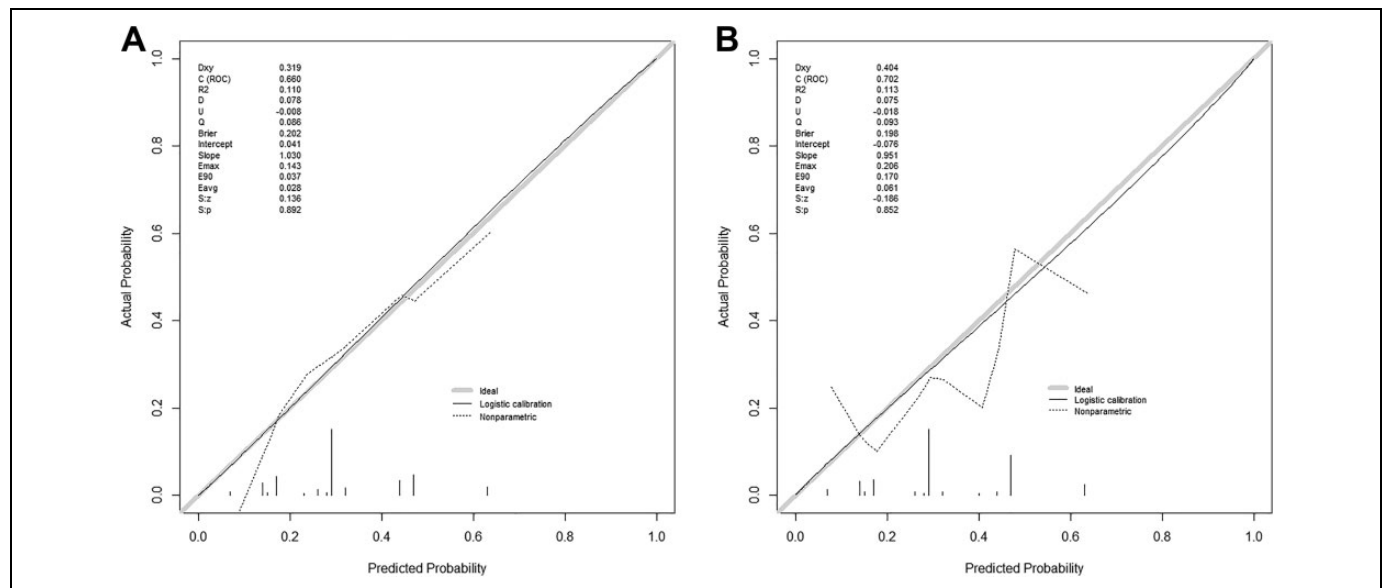 A
Dxy 0.319
C (ROC) 0.660
R2 0.110
D 0.078
U -0.008
Q 0.086
Brier 0.202
Intercept 0.041
Slope 1.030
Emax 0.143
E90 0.037
Eavg 0.028
S:z 0.136
S:p 0.892
Actual Probability
1.0
0.8
0.6
0.4
0.2
0.0
Ideal
Logistic calibration
Nonparametric
0.0 0.2 0.4 0.6 0.8 1.0
Predicted Probability
B
Dxy 0.404
C (ROC) 0.702
R2 0.113
D 0.075
U -0.018
Q 0.093
Brier 0.198
Intercept -0.076
Slope 0.951
Emax 0.206
E90 0.170
Eavg 0.061
S:z -0.186
S:p 0.852
Actual Probability
1.0
0.8
0.6
0.4
0.2
0.0
Ideal
Logistic calibration
Nonparametric
0.0 0.2 0.4 0.6 0.8 1.0
Predicted Probability